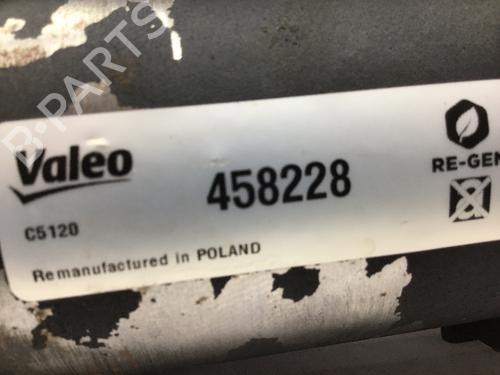 B-PARTS
Valeo
458228
RE-GEN
C5120
Remanufactured in POLAND